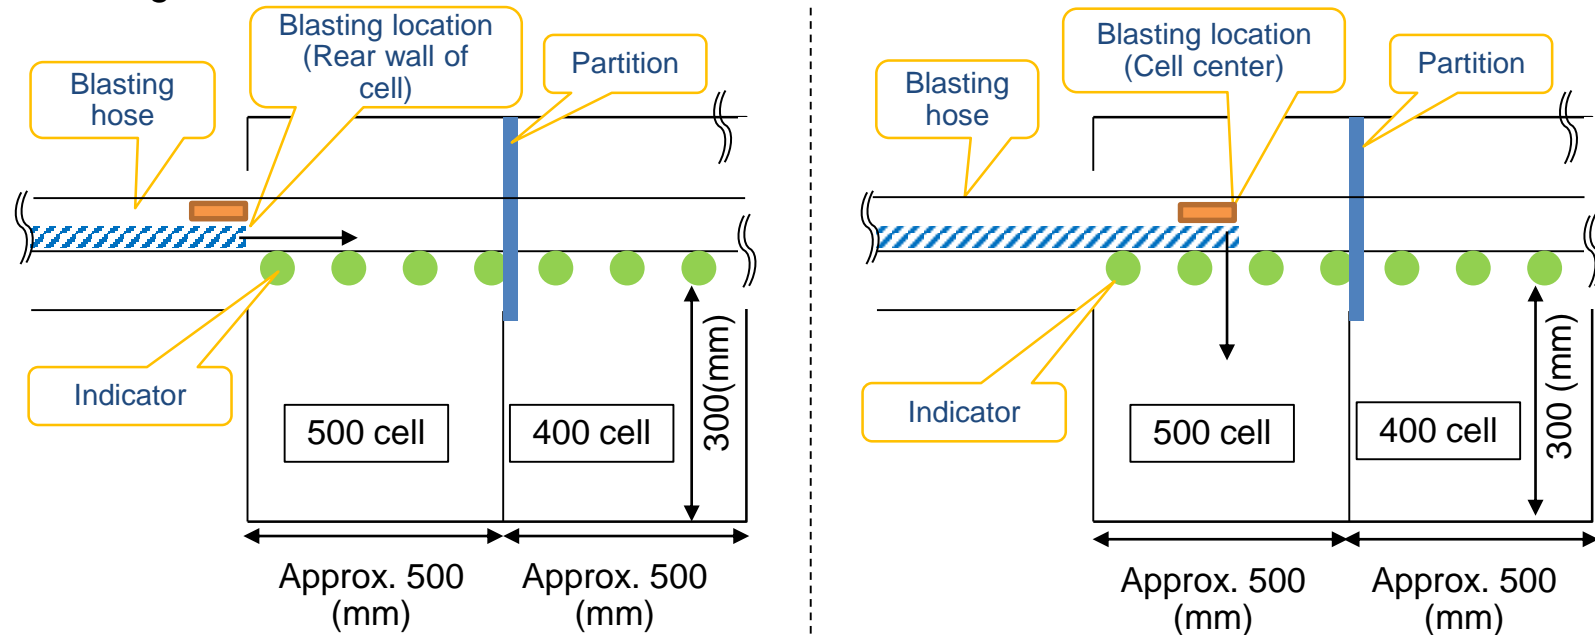 Blasting location
(Rear wall of
cell)
Partition
Blasting
hose
Indicator
500 cell
400 cell
300(mm)
Approx. 500
(mm)
Approx. 500
(mm)
Blasting location
(Cell center)
Partition
Blasting
hose
Indicator
500 cell
400 cell
300 (mm)
Approx. 500
(mm)
Approx. 500
(mm)